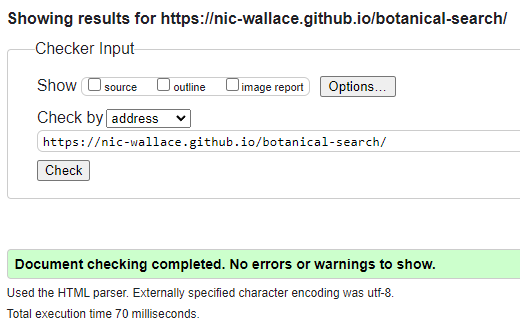 Showing results for https://nic-wallace.github.io/botanical-search/
Checker Input
Show source outline image report Options...
Check by address
https://nic-wallace.github.io/botanical-search/
Check
Document checking completed. No errors or warnings to show.
Used the HTML parser. Externally specified character encoding was utf-8.
Total execution time 70 milliseconds.